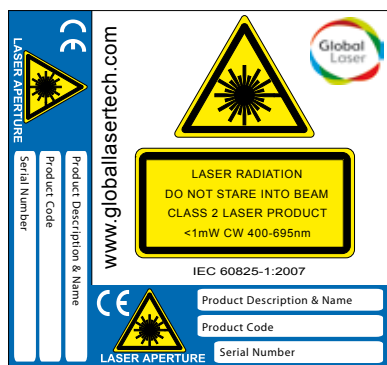 CE
LASER APERTURE
Product Description & Name
Product Code
Serial Number
www.globallasertech.com
Global
Laser
LASER RADIATION
DO NOT STARE INTO BEAM
CLASS 2 LASER PRODUCT
<1mW CW 400-695nm
IEC 60825-1:2007
CE
LASER APERTURE
Product Description & Name
Product Code
Serial Number